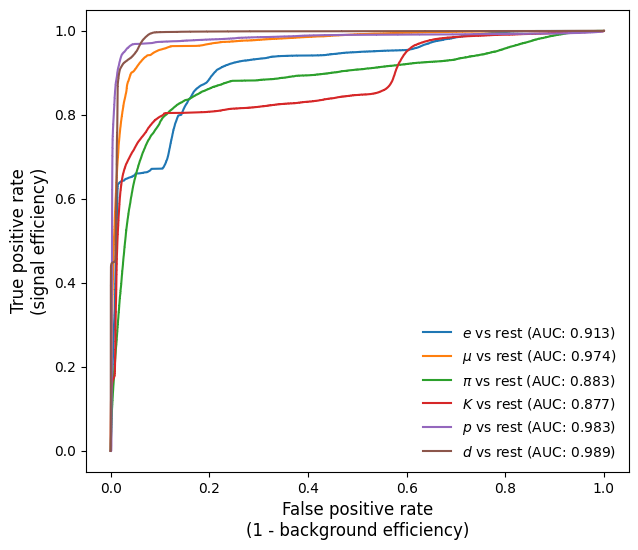 1.0
0.8
0.6
0.4
0.2
0.0
True positive rate
(signal efficiency)
e vs rest (AUC: 0.913)
μ vs rest (AUC: 0.974)
π vs rest (AUC: 0.883)
K vs rest (AUC: 0.877)
p vs rest (AUC: 0.983)
d vs rest (AUC: 0.989)
0.0 0.2 0.4 0.6 0.8 1.0
False positive rate
(1 - background efficiency)